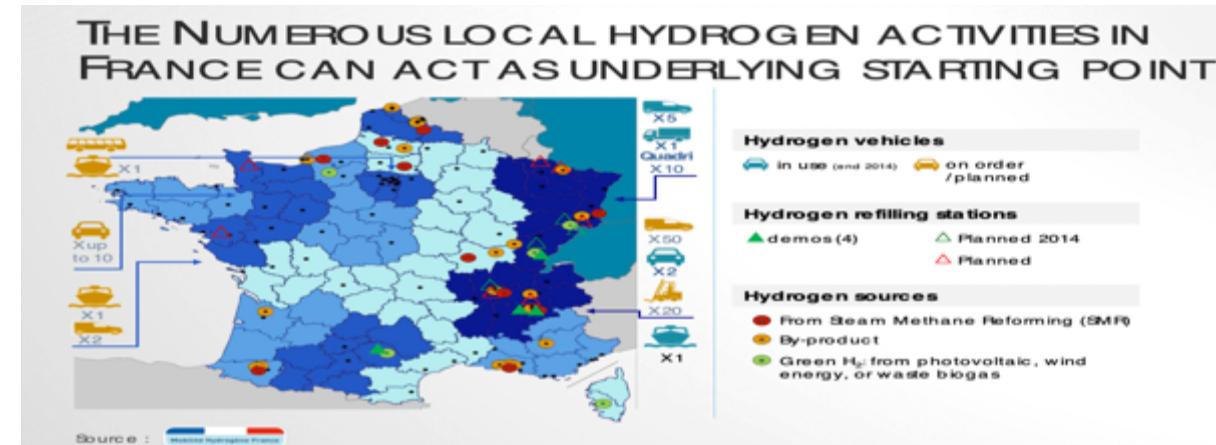 THE NUMEROUS LOCAL HYDROGEN ACTIVITIES IN
FRANCE CAN ACT AS UNDERLYING STARTING POINT
X1
Xup
to 10
X1
X2
X5
X1
Quadri
X10
X50
X2
X20
X1
Hydrogen vehicles
in use (end 2014)
on order
/planned
Hydrogen refilling stations
demos (4)
Planned 2014
Planned
Hydrogen sources
From Steam Methane Reforming (SMR)
By-product
Green H₂: from photovoltaic, wind
energy, or waste biogas
Source :
Mobilité Hydrogène France